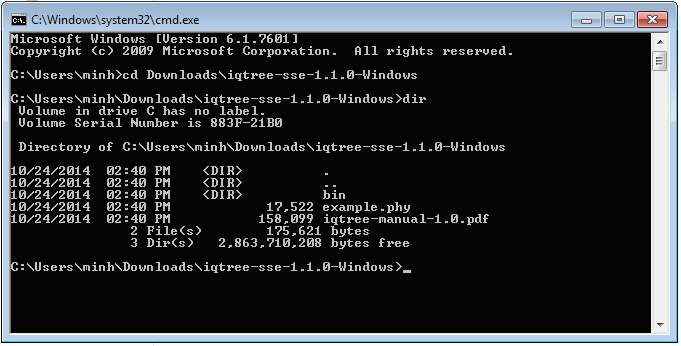 C:\Windows\system32\cmd.exe
Microsoft Windows [Version 6.1.7601]
Copyright (c) 2009 Microsoft Corporation.  All rights reserved.
C:\Users\minh>cd Downloads\iqtree-sse-1.1.0-Windows
C:\Users\minh\Downloads\iqtree-sse-1.1.0-Windows>dir
 Volume in drive C has no label.
 Volume Serial Number is 883F-21B0
 Directory of C:\Users\minh\Downloads\iqtree-sse-1.1.0-Windows
10/24/2014  02:40 PM    <DIR>          .
10/24/2014  02:40 PM    <DIR>          ..
10/24/2014  02:40 PM    <DIR>          bin
10/24/2014  02:40 PM            17,522 example.phy
10/24/2014  02:40 PM           158,099 iqtree-manual-1.0.pdf
               2 File(s)        175,621 bytes
               3 Dir(s)   2,863,710,208 bytes free
C:\Users\minh\Downloads\iqtree-sse-1.1.0-Windows>_